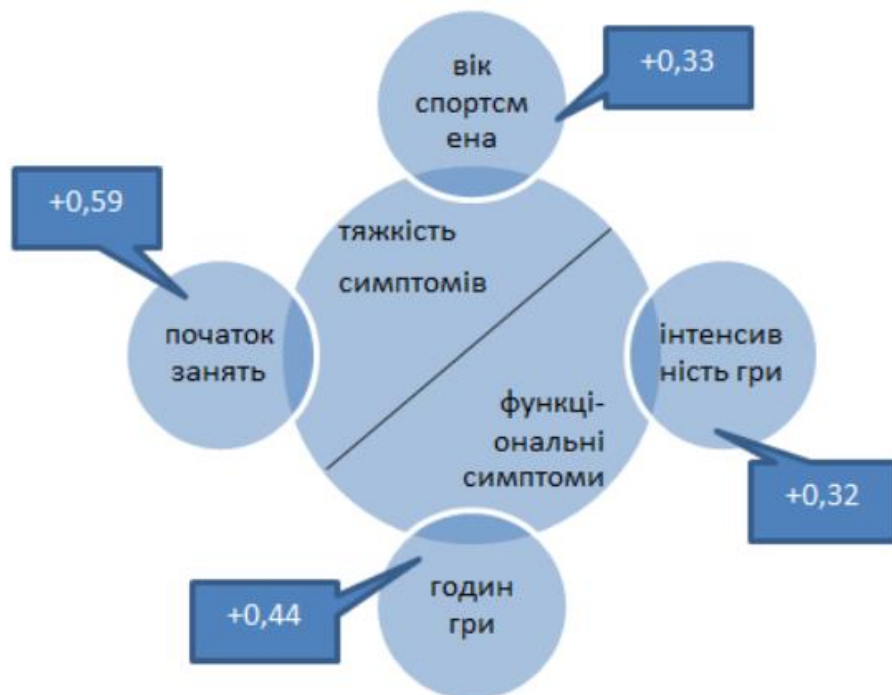 вік
спортсм
ена
+0,33
+0,59
тяжкість
симптомів
початок
занять
інтенсив
ність гри
функці-
ональні
симптоми
+0,32
+0,44
годин
гри